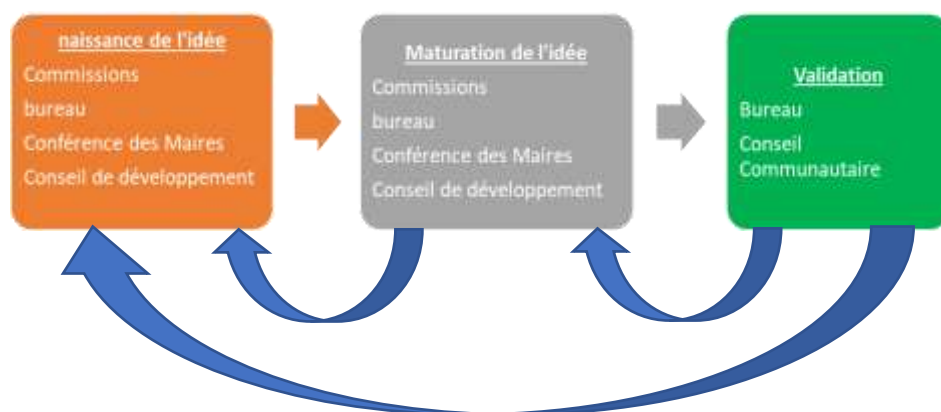 naissance de l'idée
Commissions
bureau
Conférence des Maires
Conseil de développement
Maturation de l'idée
Commissions
bureau
Conférence des Maires
Conseil de développement
Validation
Bureau
Conseil
Communautaire